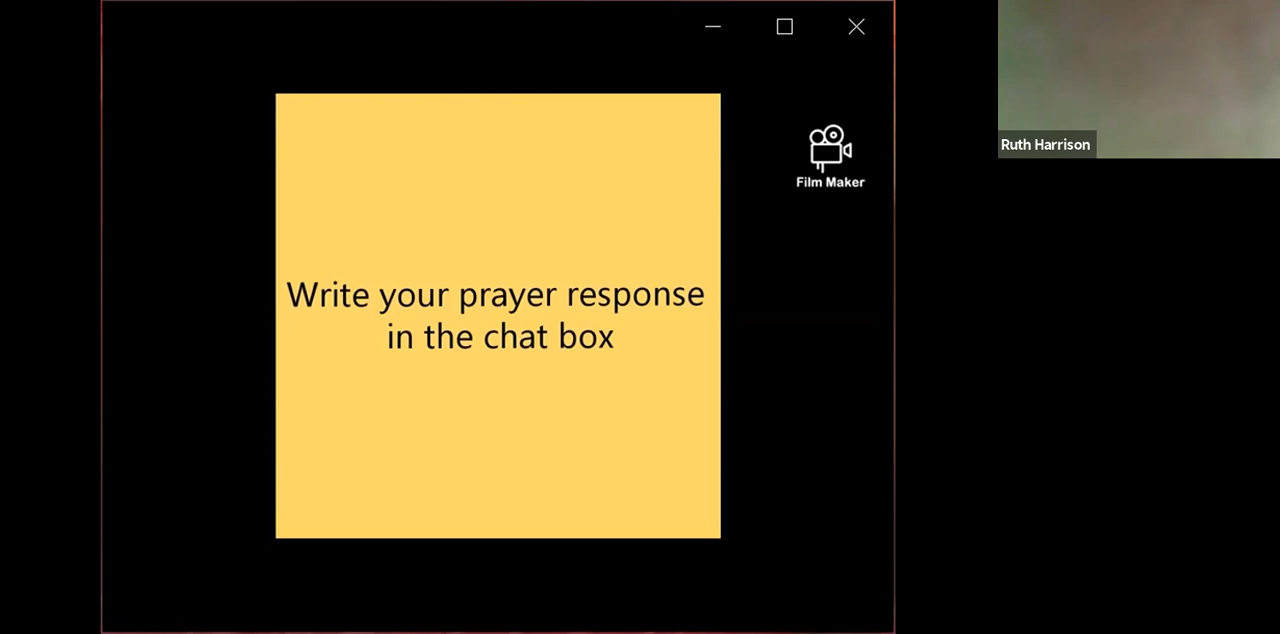 Film Maker
Ruth Harrison
Write your prayer response
in the chat box